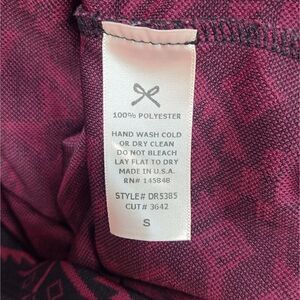 100% POLYESTER
HAND WASH COLD
OR DRY CLEAN
DO NOT BLEACH
LAY FLAT TO DRY
MADE IN U.S.A.
RN# 145848
STYLE# DR5385
CUT# 3642
S